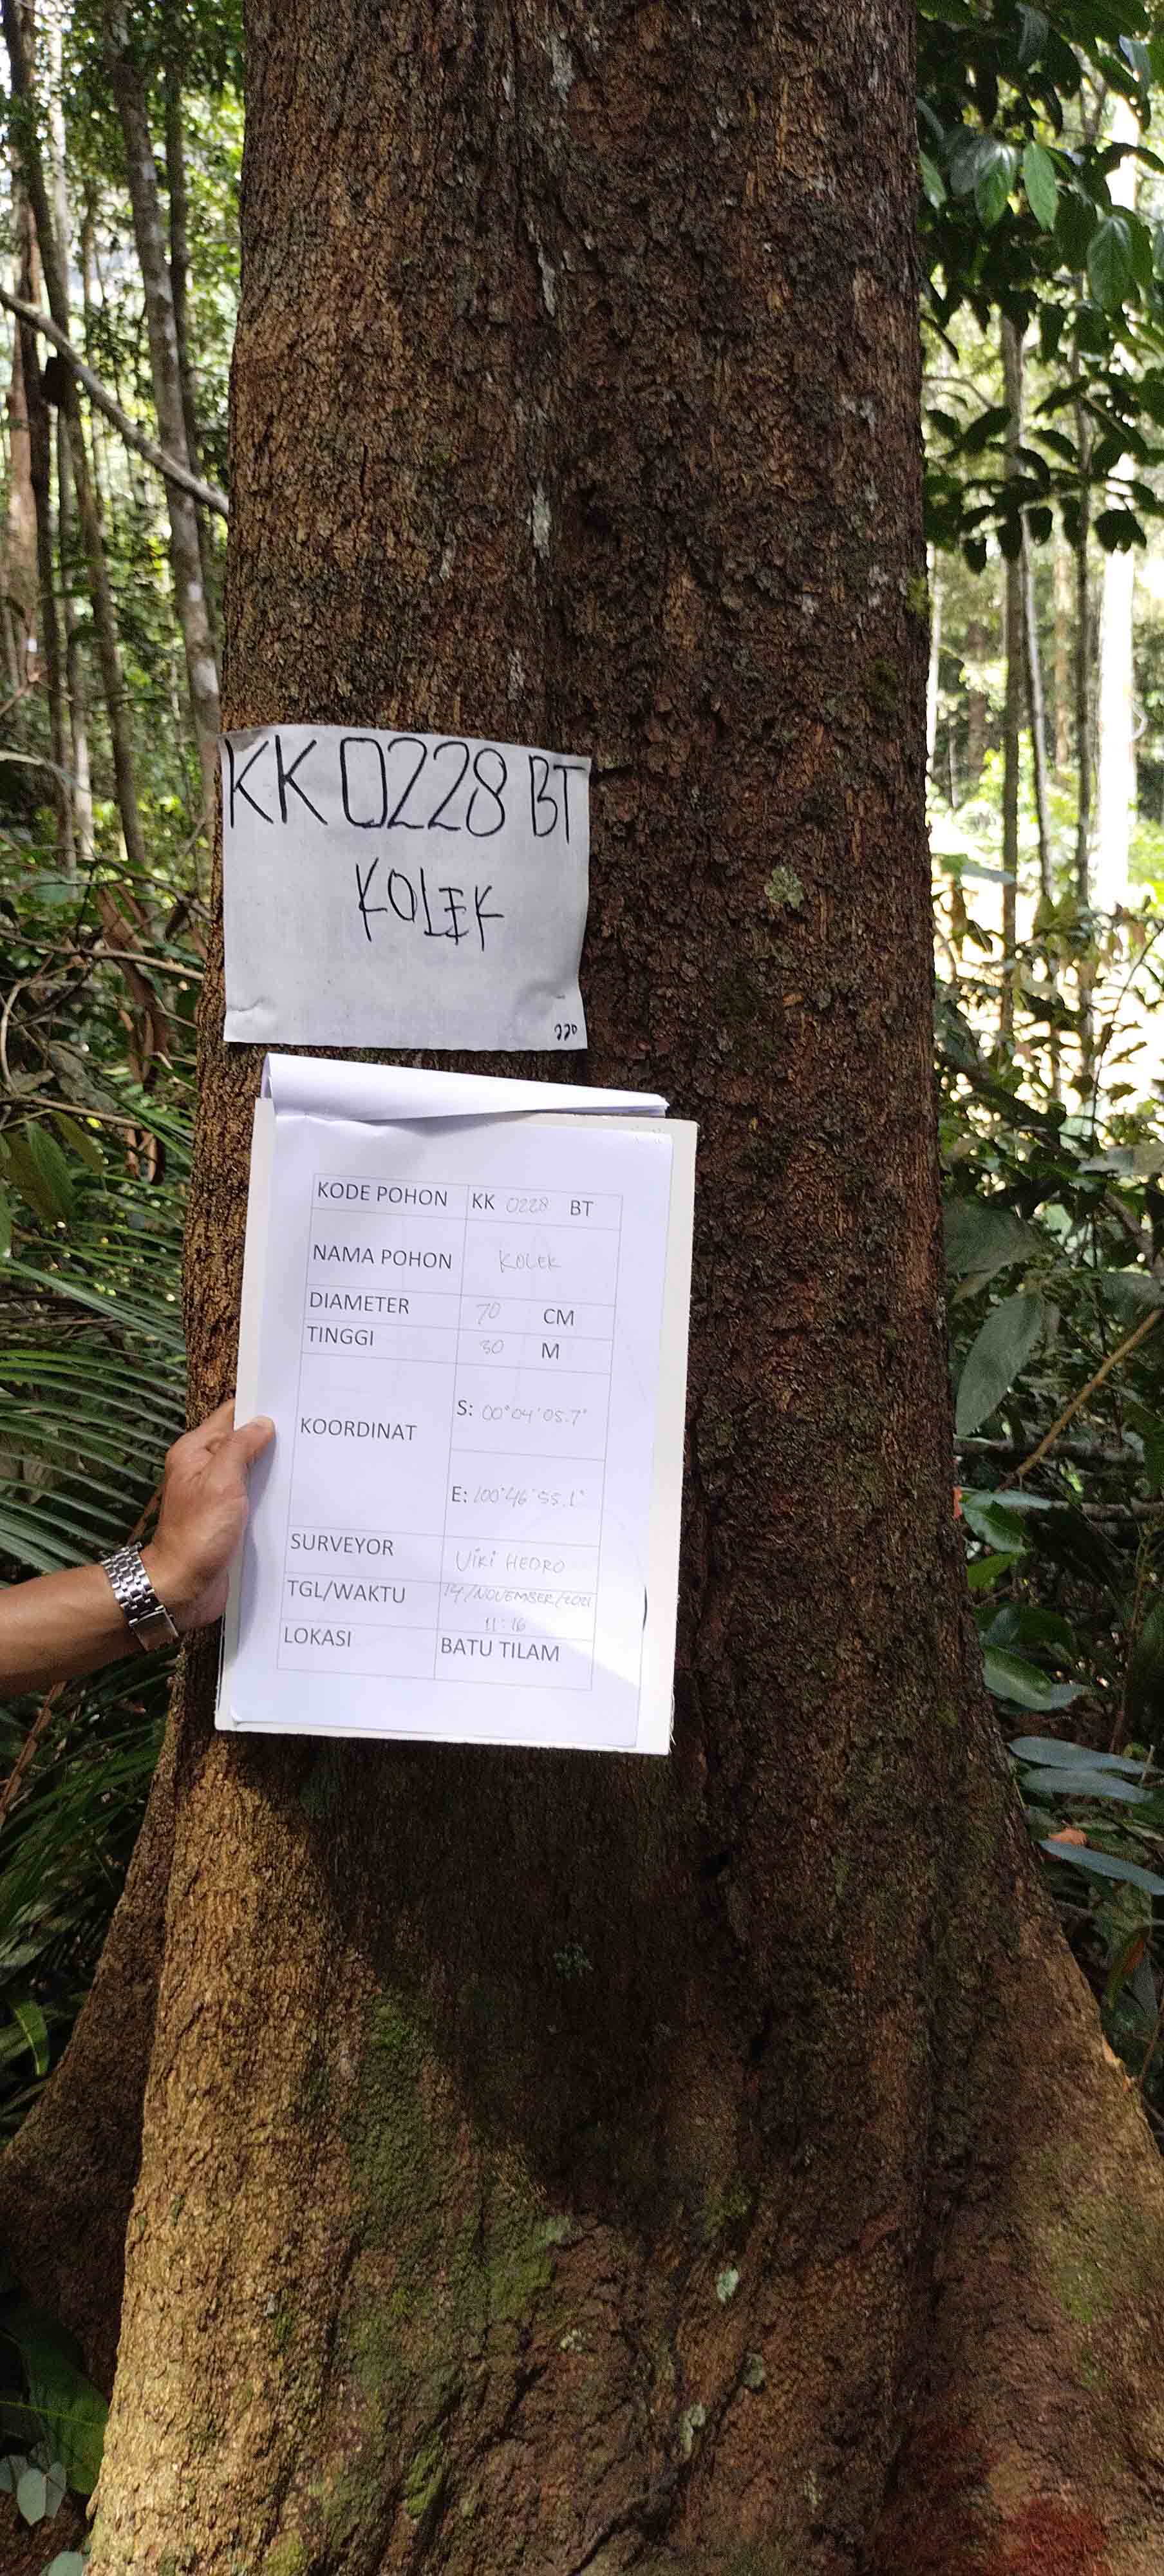 KK 0228 BT
KOLEK
220
KODE POHON KK 0228 BT
NAMA POHON KOLEK
DIAMETER 70 CM
TINGGI 30 M
KOORDINAT
S: 00°04'05.7"
E: 100°46'55.1"
SURVEYOR VIKI HEDRO
TGL/WAKTU 14/NOVEMBER/2021
11:16
LOKASI BATU TILAM